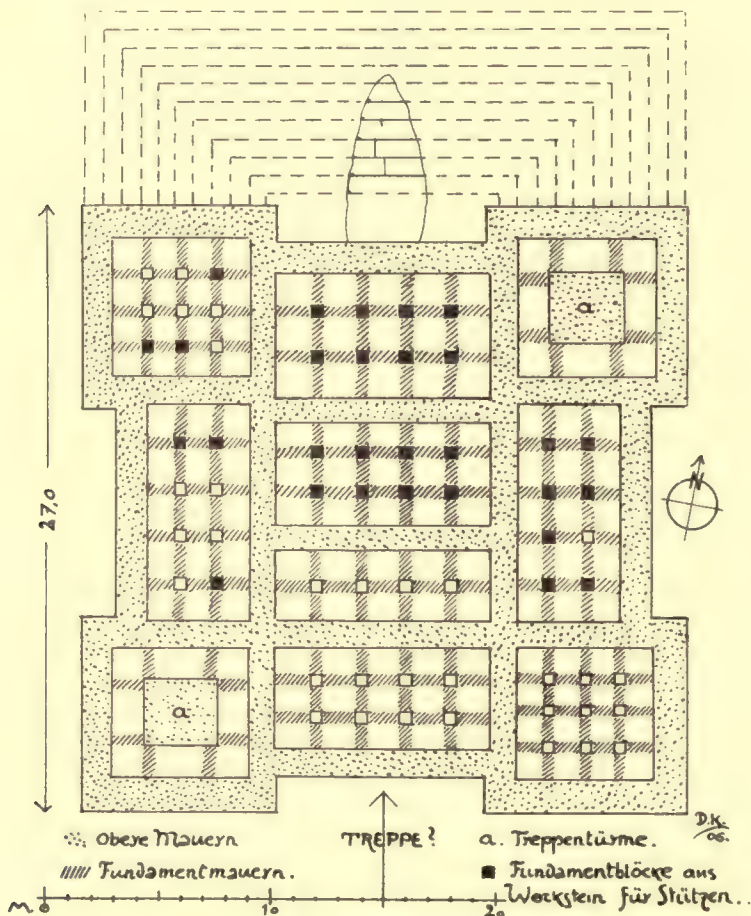 a
N
27,0
a
Obere Mauern
Fundamentmauern.
TREPPE?
a. Treppentürme.
Fundamentblöcke aus
Werkstein für Stützen..
D.K.
06.
M 0 10 20